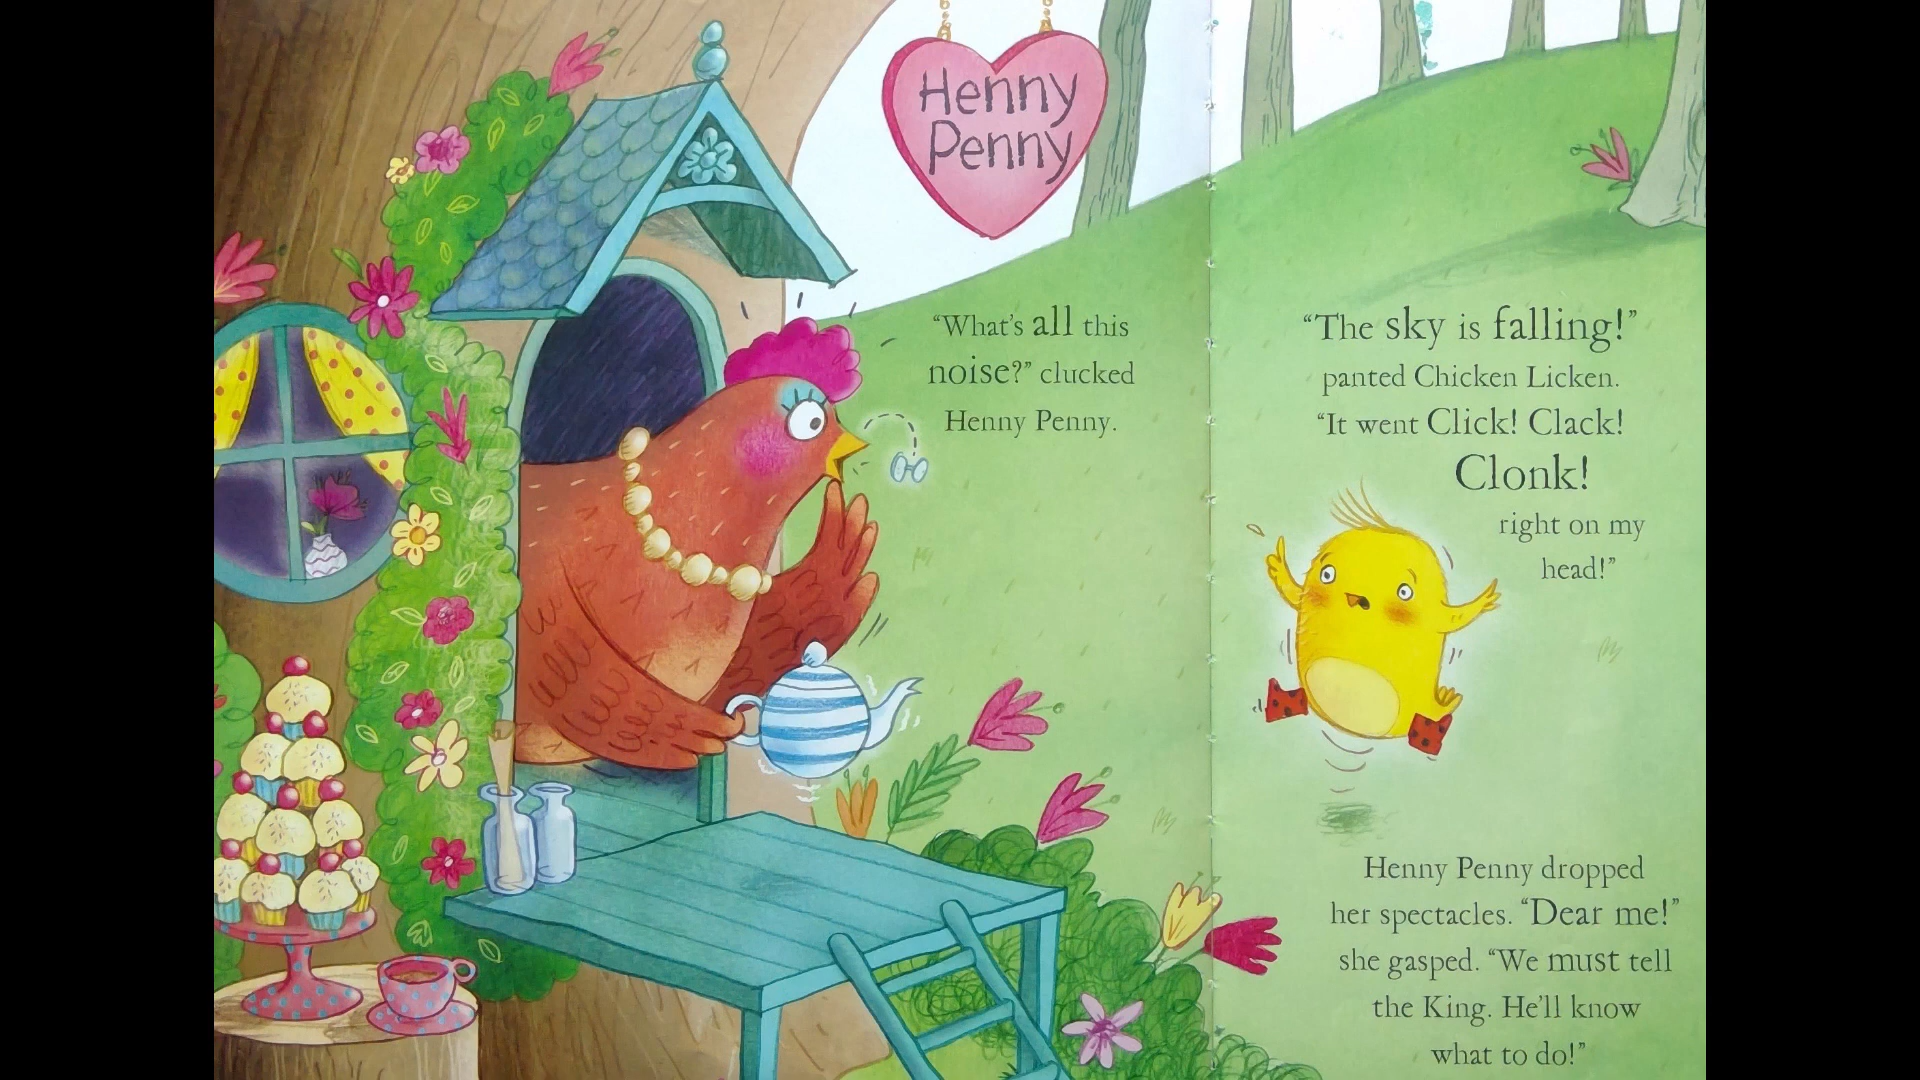 Henny
Penny
“What’s all this
noise?” clucked
Henny Penny.
“The sky is falling!”
panted Chicken Licken.
“It went Click! Clack!
Clonk!
right on my
head!”
Henny Penny dropped
her spectacles. “Dear me!”
she gasped. “We must tell
the King. He’ll know
what to do!”